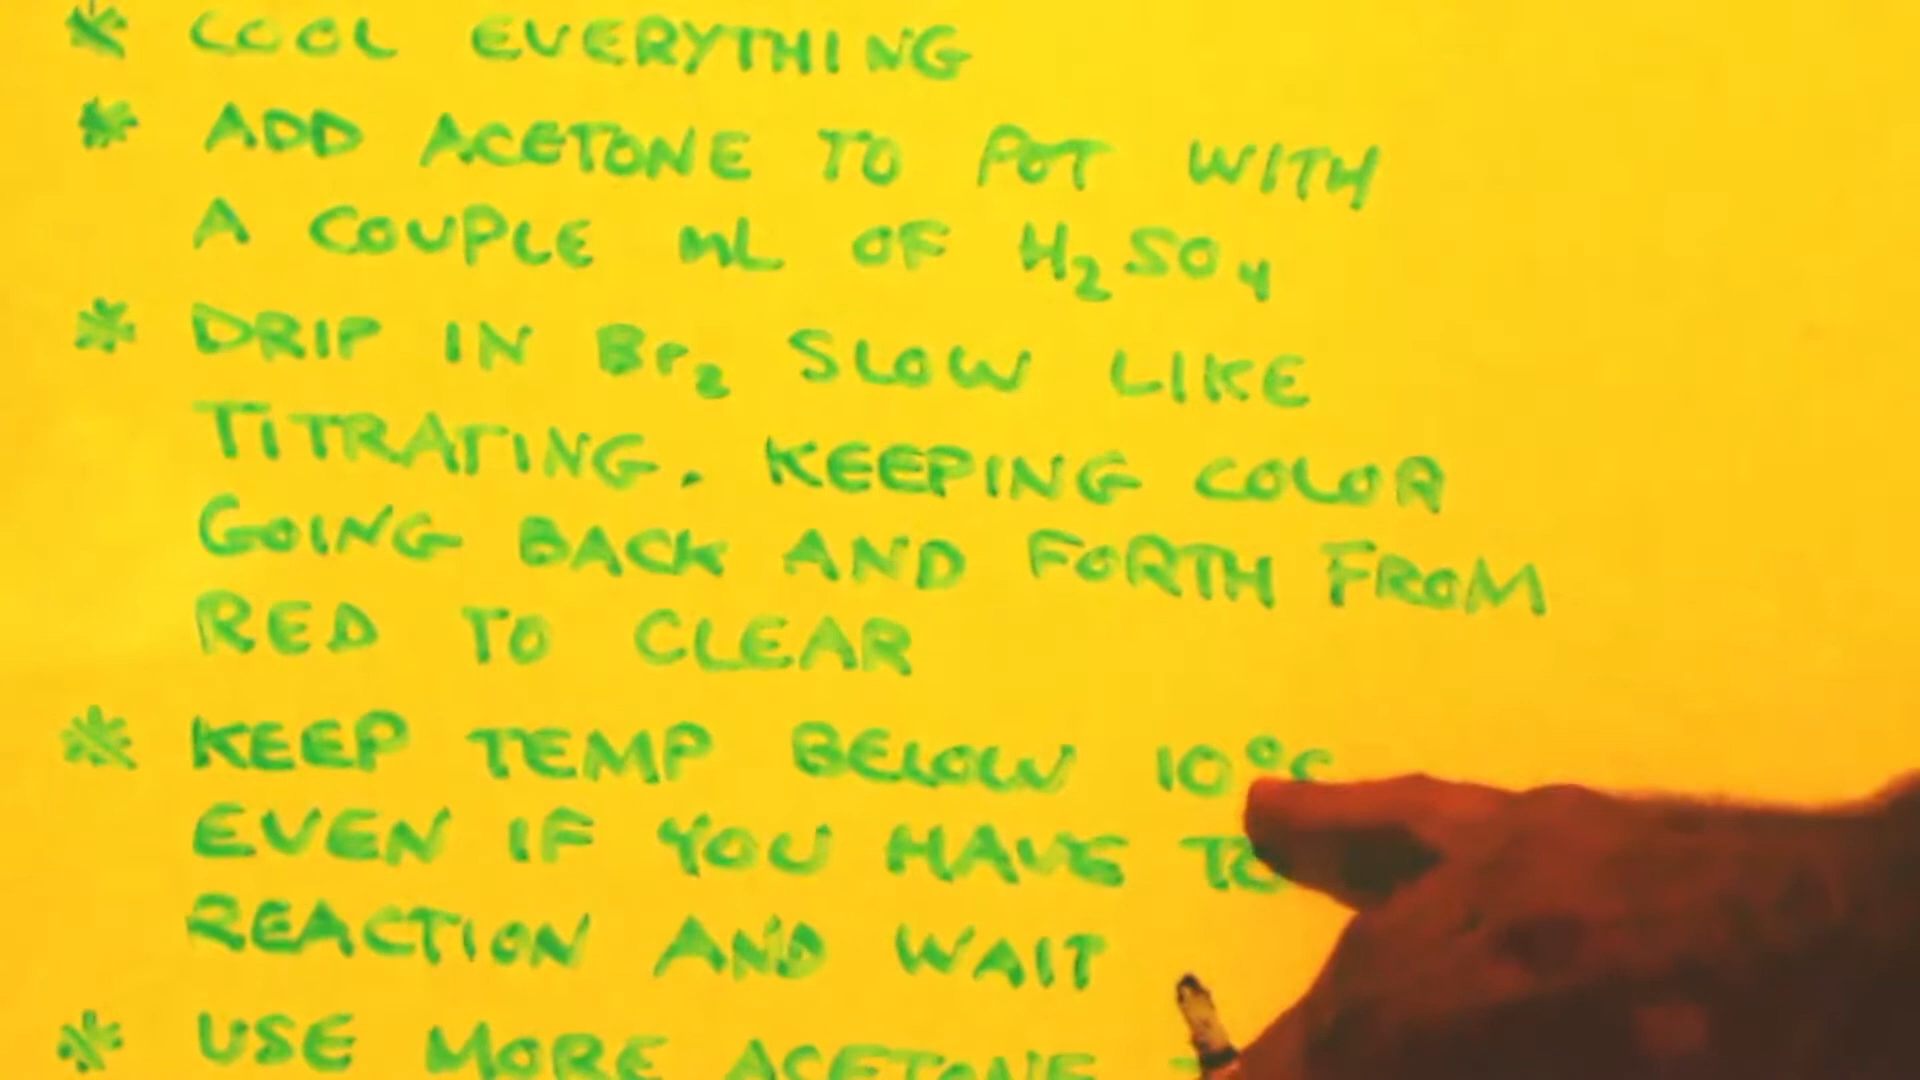 * COOL EVERYTHING
* ADD ACETONE TO POT WITH
A COUPLE mL OF H₂SO₄
* DRIP IN Br₂ SLOW LIKE
TITRATING. KEEPING COLOR
GOING BACK AND FORTH FROM
RED TO CLEAR
* KEEP TEMP BELOW 10°C
EVEN IF YOU HAVE TO
REACTION AND WAIT
* USE MORE ACETONE